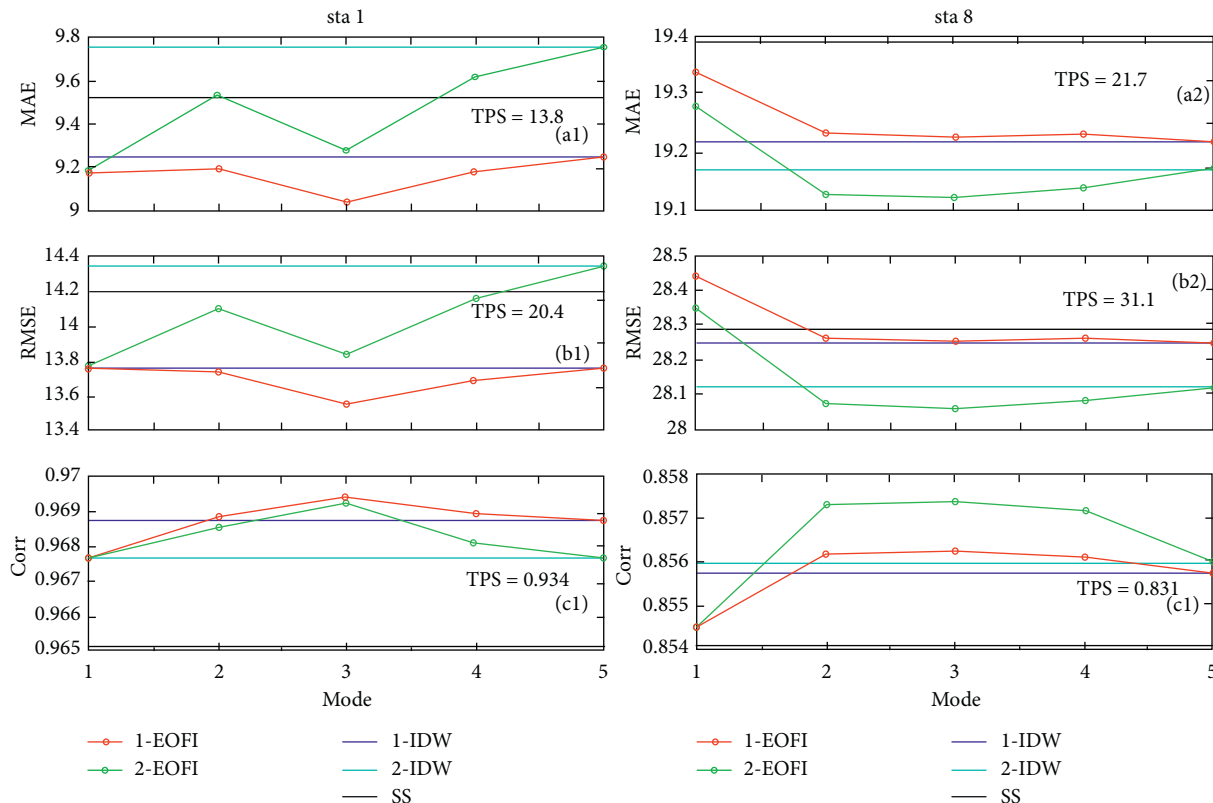 sta 1
MAE
9.8
9.6
9.4
9.2
9
TPS = 13.8
(a1)
RMSE
14.4
14.2
14
13.8
13.6
13.4
TPS = 20.4
(b1)
Corr
0.97
0.969
0.968
0.967
0.966
0.965
TPS = 0.934
(c1)
1
2
3
4
5
Mode
1-EOFI
2-EOFI
1-IDW
2-IDW
SS
sta 8
MAE
19.4
19.3
19.2
19.1
TPS = 21.7
(a2)
RMSE
28.5
28.4
28.3
28.2
28.1
28
TPS = 31.1
(b2)
Corr
0.858
0.857
0.856
0.855
0.854
TPS = 0.831
(c1)
1
2
3
4
5
Mode
1-EOFI
2-EOFI
1-IDW
2-IDW
SS